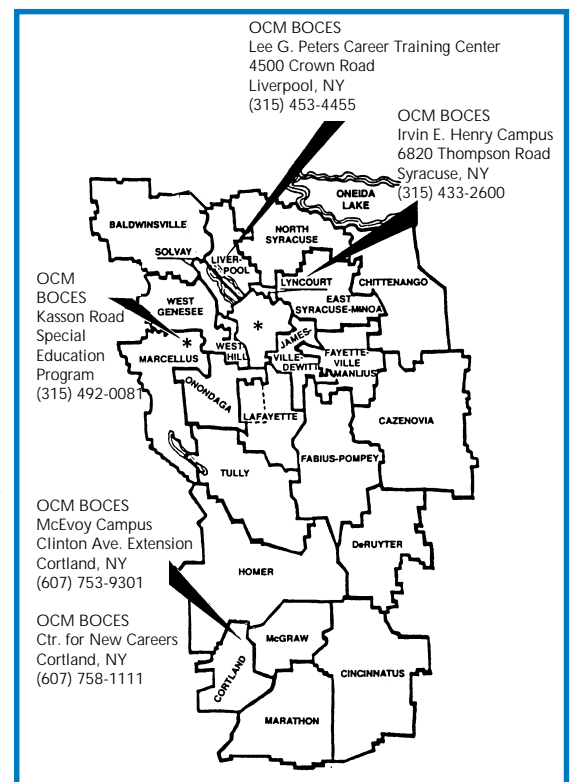 OCM BOCES
Lee G. Peters Career Training Center
4500 Crown Road
Liverpool, NY
(315) 453-4455
OCM BOCES
Irvin E. Henry Campus
6820 Thompson Road
Syracuse, NY
(315) 433-2600
ONEIDA
LAKE
BALDWINSVILLE
NORTH
SYRACUSE
SOLVAY
LIVER-
POOL
LYNCOURT
CHITTENANGO
OCM
BOCES
Kasson Road
Special
Education
Program
(315) 492-0081
WEST
GENESEE
EAST
SYRACUSE-MINOA
*
*
MARCELLUS
WEST
HILL
JAMES-
VILLE-
DEWITT
FAYETTE-
VILLE
MANLIUS
ONONDAGA
LAFAYETTE
CAZENOVIA
FABIUS-POMPEY
TULLY
OCM BOCES
McEvoy Campus
Clinton Ave. Extension
Cortland, NY
(607) 753-9301
DeRUYTER
HOMER
OCM BOCES
Ctr. for New Careers
Cortland, NY
(607) 758-1111
McGRAW
CORTLAND
CINCINNATUS
MARATHON